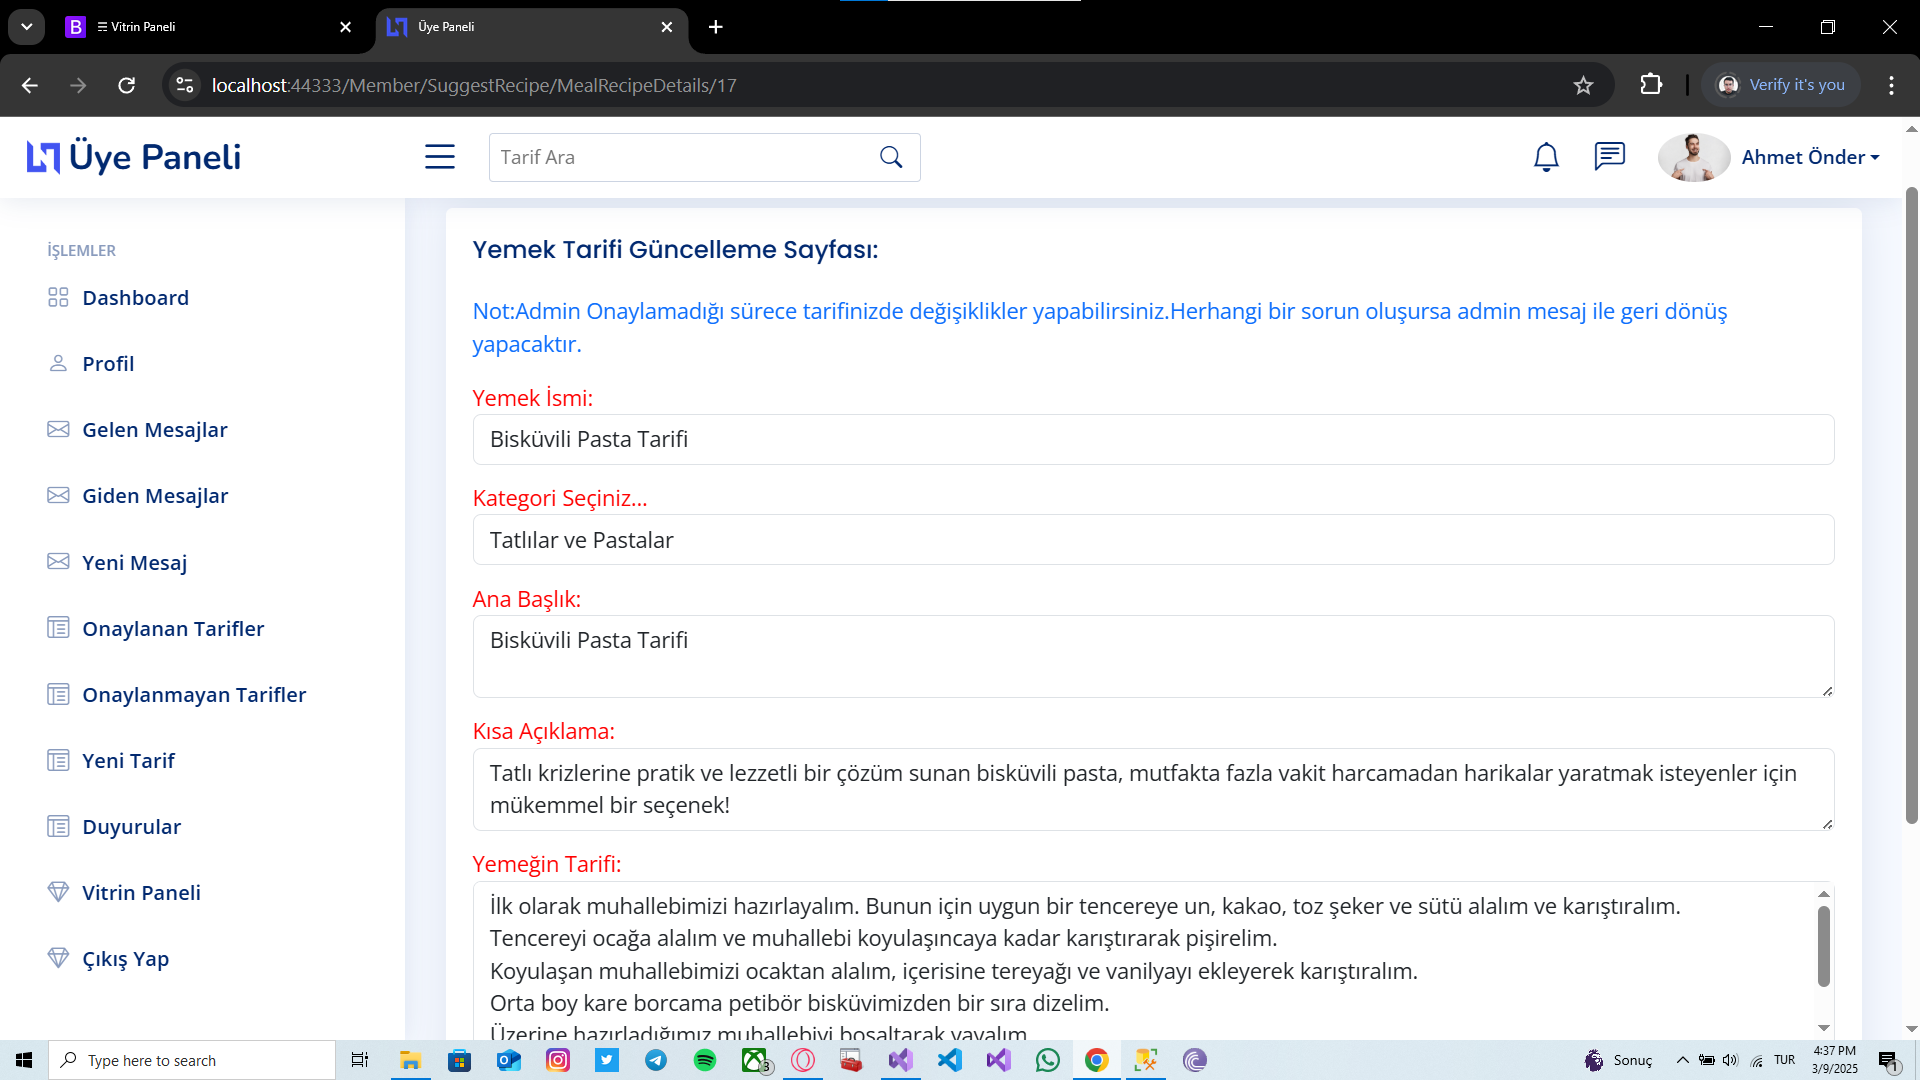 B ☰ Vitrin Paneli
Üye Paneli
localhost:44333/Member/SuggestRecipe/MealRecipeDetails/17
Verify it's you
Üye Paneli
Tarif Ara
Ahmet Önder
İŞLEMLER
Dashboard
Profil
Gelen Mesajlar
Giden Mesajlar
Yeni Mesaj
Onaylanan Tarifler
Onaylanmayan Tarifler
Yeni Tarif
Duyurular
Vitrin Paneli
Çıkış Yap
Yemek Tarifi Güncelleme Sayfası:
Not:Admin Onaylamadığı sürece tarifinizde değişiklikler yapabilirsiniz.Herhangi bir sorun oluşursa admin mesaj ile geri dönüş
yapacaktır.
Yemek İsmi:
Bisküvili Pasta Tarifi
Kategori Seçiniz...
Tatlılar ve Pastalar
Ana Başlık:
Bisküvili Pasta Tarifi
Kısa Açıklama:
Tatlı krizlerine pratik ve lezzetli bir çözüm sunan bisküvili pasta, mutfakta fazla vakit harcamadan harikalar yaratmak isteyenler için
mükemmel bir seçenek!
Yemeğin Tarifi:
İlk olarak muhallebimizi hazırlayalım. Bunun için uygun bir tencereye un, kakao, toz şeker ve sütü alalım ve karıştıralım.
Tencereyi ocağa alalım ve muhallebi koyulaşıncaya kadar karıştırarak pişirelim.
Koyulaşan muhallebimizi ocaktan alalım, içerisine tereyağı ve vanilyayı ekleyerek karıştıralım.
Orta boy kare borcama petibör bisküvimizden bir sıra dizelim.
Üzerine hazırladığımız muhallebiyi boşaltarak yayalım
Type here to search
3
Sonuç
TUR
4:37 PM
3/9/2025
1